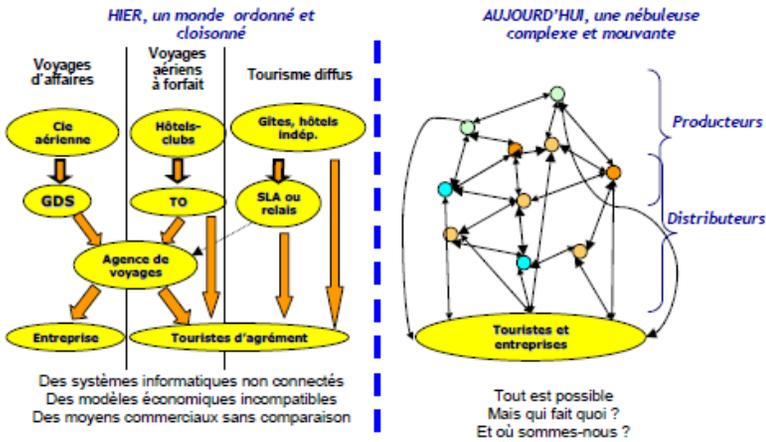 HIER, un monde ordonné et
cloisonné
Voyages
d'affaires
Voyages
aériens
à forfait
Tourisme diffus
Cie
aérienne
Hôtels-
clubs
Gîtes, hôtels
indép.
GDS
TO
SLA ou
relais
Agence de
voyages
Entreprise
Touristes d'agrément
Des systèmes informatiques non connectés
Des modèles économiques incompatibles
Des moyens commerciaux sans comparaison
AUJOURD'HUI, une nébuleuse
complexe et mouvante
Producteurs
Distributeurs
Touristes et
entreprises
Tout est possible
Mais qui fait quoi ?
Et où sommes-nous ?